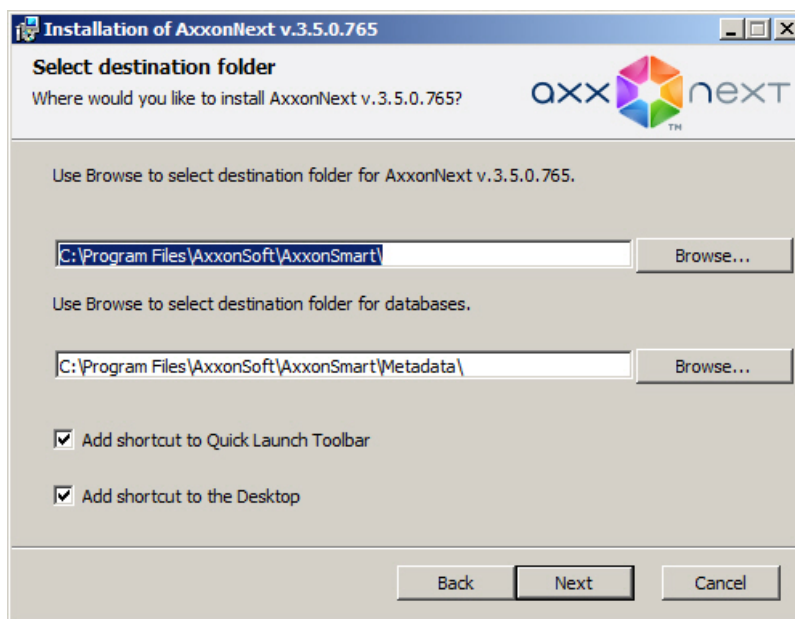 Installation of AxxonNext v.3.5.0.765
Select destination folder
Where would you like to install AxxonNext v.3.5.0.765?
axx next
TM
Use Browse to select destination folder for AxxonNext v.3.5.0.765.
C:\Program Files\AxxonSoft\AxxonSmart\
Browse...
Use Browse to select destination folder for databases.
C:\Program Files\AxxonSoft\AxxonSmart\Metadata\
Browse...
Add shortcut to Quick Launch Toolbar
Add shortcut to the Desktop
Back
Next
Cancel